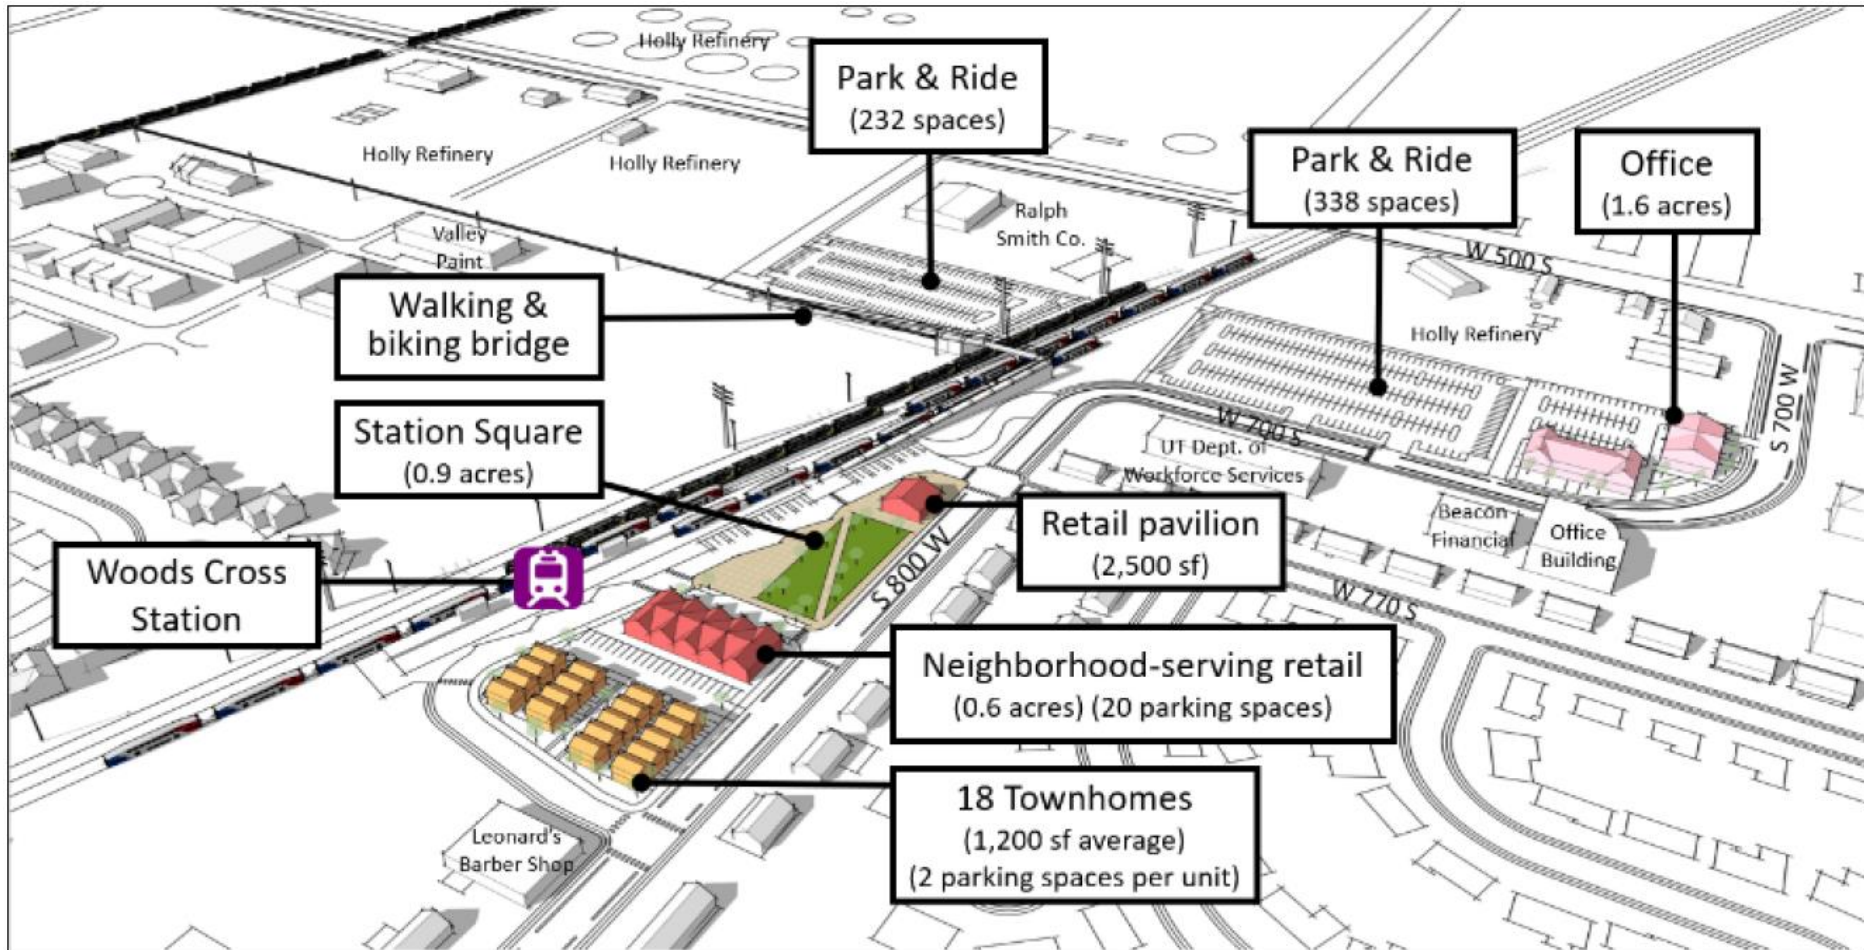 Holly Refinery
Park & Ride
(232 spaces)
Park & Ride
(338 spaces)
Office
(1.6 acres)
Holly Refinery
Holly Refinery
Ralph
Smith Co.
Valley
Paint
W 500 S
Walking &
biking bridge
Holly Refinery
S 700 W
Station Square
(0.9 acres)
W 700 S
UT Dept. of
Workforce Services
Retail pavilion
(2,500 sf)
Beacon
Financial
Office
Building
Woods Cross
Station
S 800 W
W 770 S
Neighborhood-serving retail
(0.6 acres) (20 parking spaces)
18 Townhomes
(1,200 sf average)
(2 parking spaces per unit)
Leonard's
Barber Shop